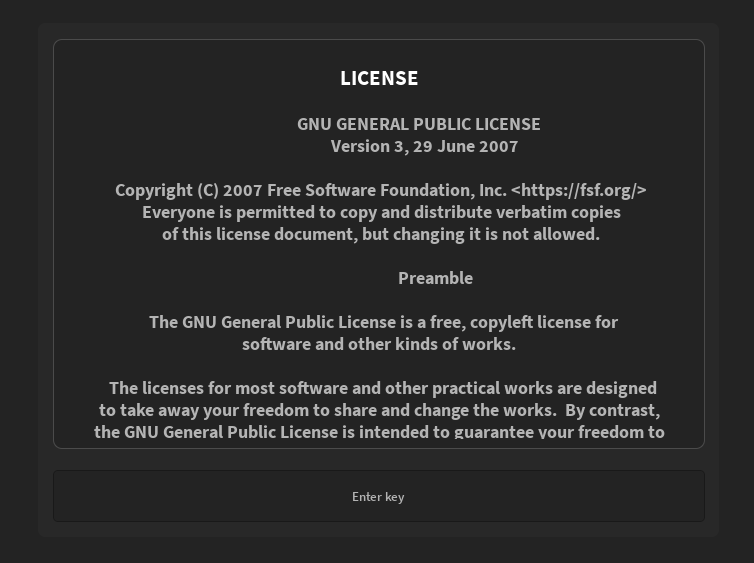 LICENSE
GNU GENERAL PUBLIC LICENSE
Version 3, 29 June 2007
Copyright (C) 2007 Free Software Foundation, Inc. <https://fsf.org/>
Everyone is permitted to copy and distribute verbatim copies
of this license document, but changing it is not allowed.
Preamble
The GNU General Public License is a free, copyleft license for
software and other kinds of works.
The licenses for most software and other practical works are designed
to take away your freedom to share and change the works.  By contrast,
the GNU General Public License is intended to guarantee your freedom to
Enter key